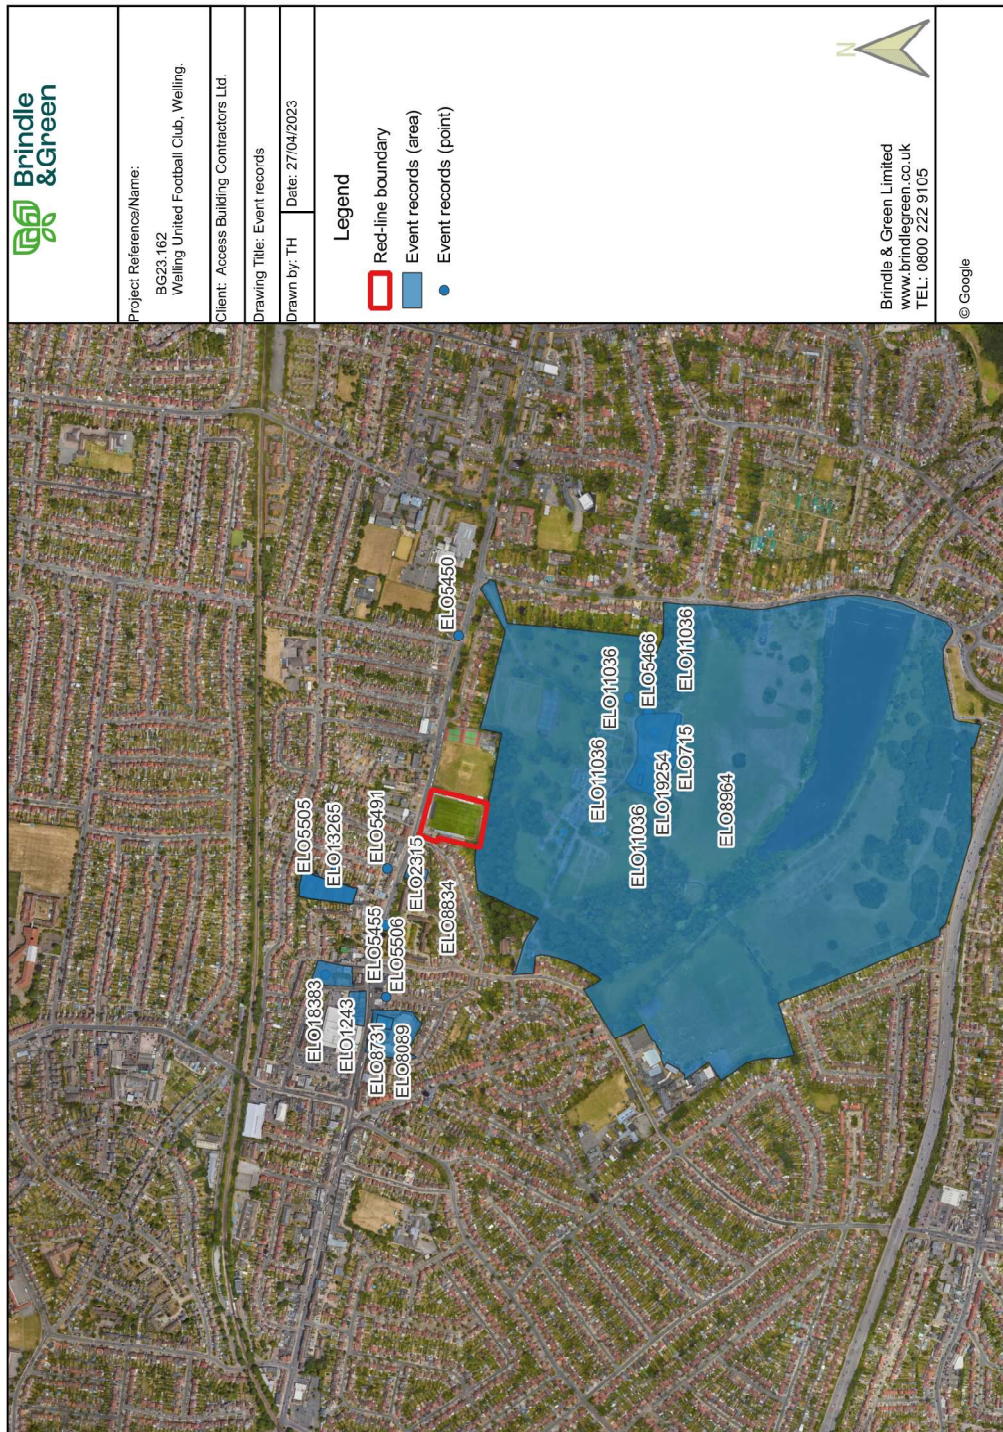 Brindle
&Green
Project Reference/Name:
BG23.162
Welling United Football Club, Welling.
Client: Access Building Contractors Ltd.
Drawing Title: Event records
Drawn by: TH
Date: 27/04/2023
Legend
Red-line boundary
Event records (area)
Event records (point)
N
Brindle & Green Limited
www.brindlegreen.co.uk
TEL: 0800 222 9105
© Google
ELO5505
ELO13265
ELO18383
ELO1243
ELO5491
ELO5455
ELO8731
ELO5506
ELO8089
ELO2315
ELO8834
ELO5450
ELO11036
ELO11036
ELO11036
ELO5466
ELO19254
ELO11036
ELO715
ELO8964